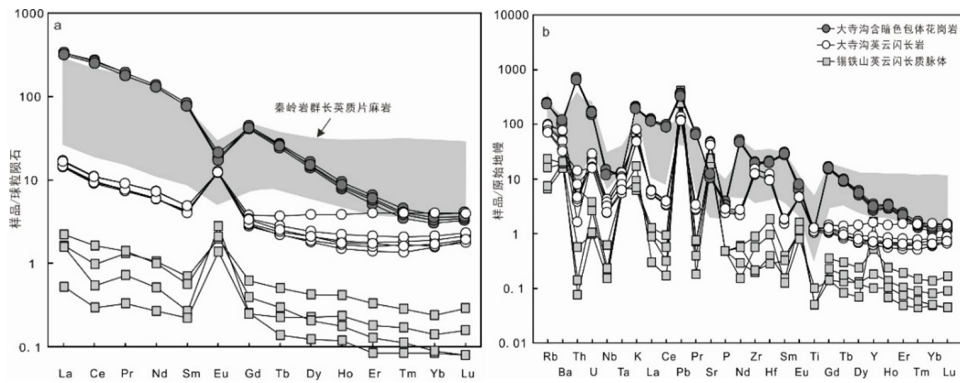 a
1000
100
10
1
0.1
样品/球粒陨石
秦岭岩群长英质片麻岩
La Ce Pr Nd Sm Eu Gd Tb Dy Ho Er Tm Yb Lu
b
10000
1000
100
10
1
0.1
0.01
样品/原始地幔
大寺沟含暗色包体花岗岩
大寺沟英云闪长岩
锡铁山英云闪长质脉体
Rb Th Nb K Ce Pr P Zr Sm Ti Tb Y Er Yb
Ba U Ta La Pb Sr Nd Hf Eu Gd Dy Ho Tm Lu